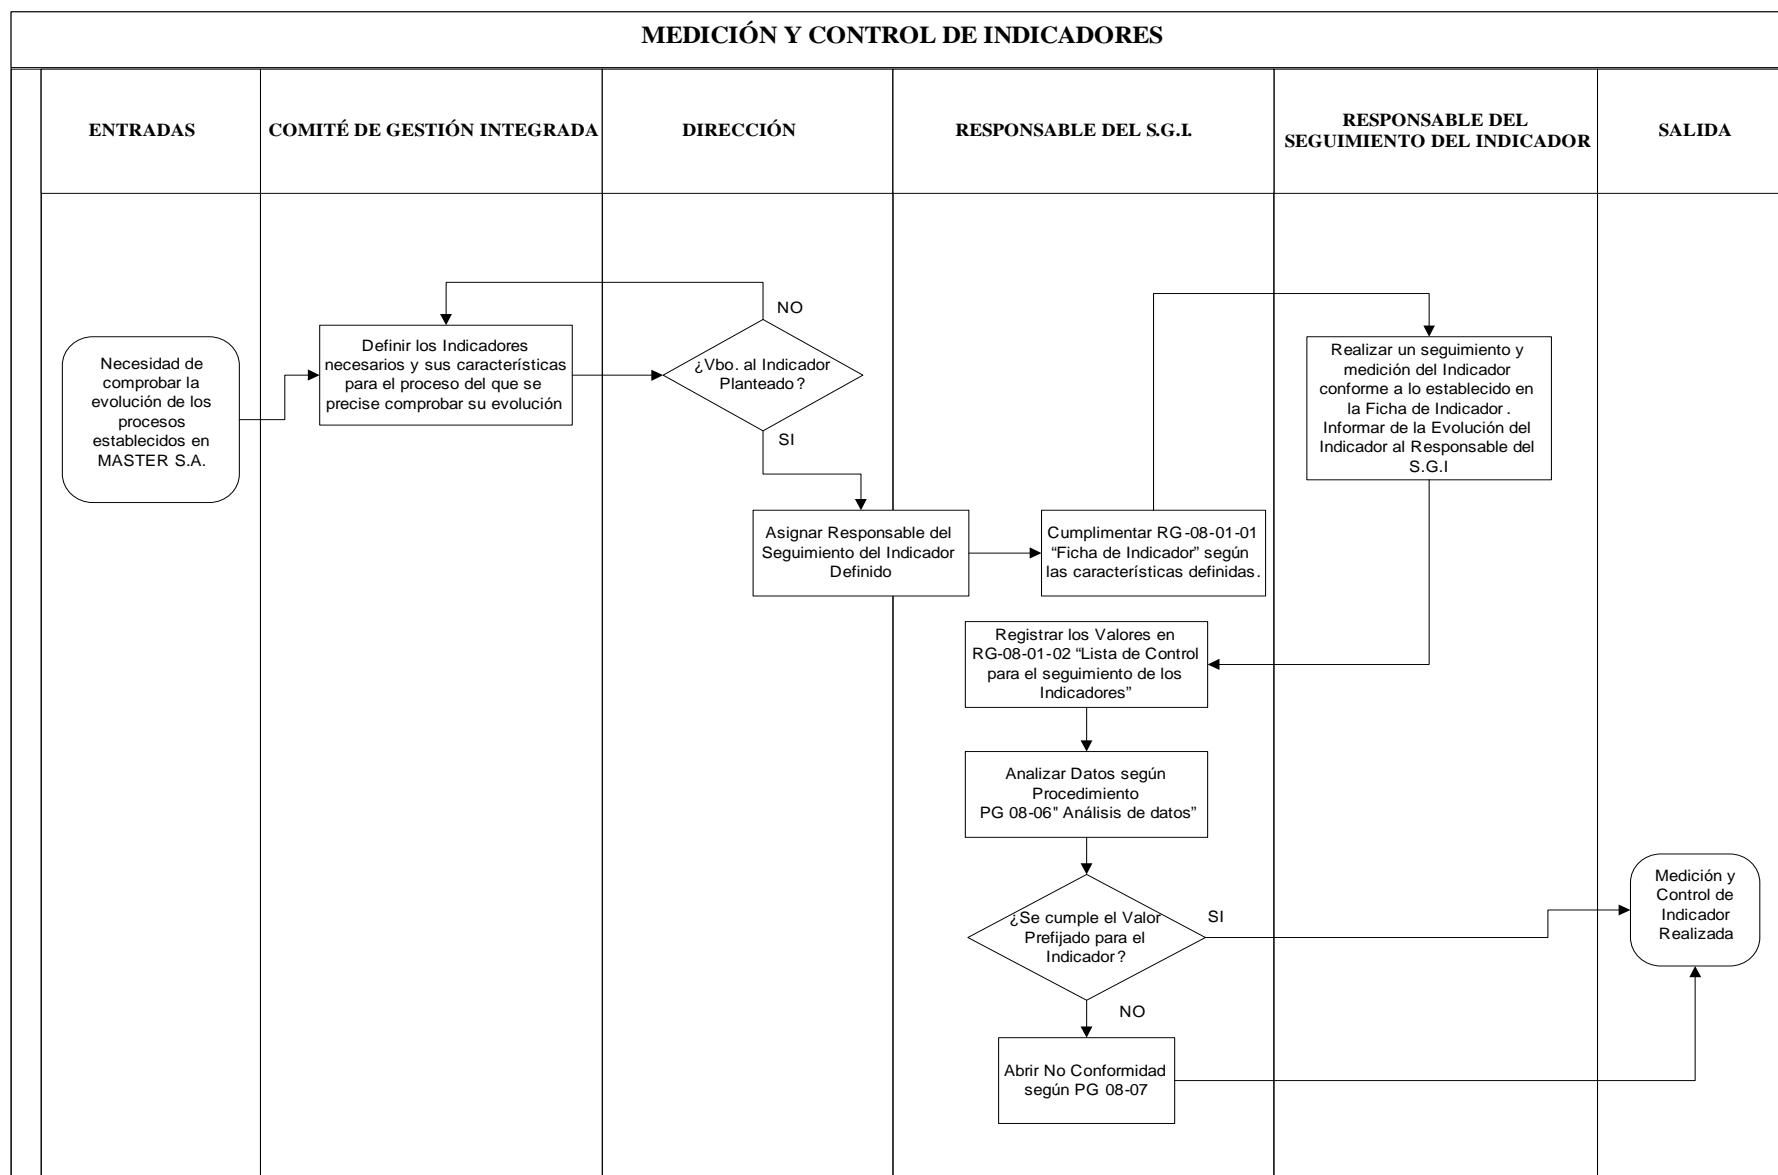 MEDICIÓN Y CONTROL DE INDICADORES
ENTRADAS
COMITÉ DE GESTIÓN INTEGRADA
DIRECCIÓN
RESPONSABLE DEL S.G.I.
RESPONSABLE DEL
SEGUIMIENTO DEL INDICADOR
SALIDA
Necesidad de
comprobar la
evolución de los
procesos
establecidos en
MASTER S.A.
Definir los Indicadores
necesarios y sus características
para el proceso del que se
precise comprobar su evolución
NO
¿Vbo. al Indicador
Planteado?
SI
Asignar Responsable del
Seguimiento del Indicador
Definido
Cumplimentar RG-08-01-01
“Ficha de Indicador” según
las características definidas.
Realizar un seguimiento y
medición del Indicador
conforme a lo establecido en
la Ficha de Indicador.
Informar de la Evolución del
Indicador al Responsable del
S.G.I
Registrar los Valores en
RG-08-01-02 “Lista de Control
para el seguimiento de los
Indicadores”
Analizar Datos según
Procedimiento
PG 08-06" Análisis de datos”
¿Se cumple el Valor
Prefijado para el
Indicador?
SI
NO
Abrir No Conformidad
según PG 08-07
Medición y
Control de
Indicador
Realizada